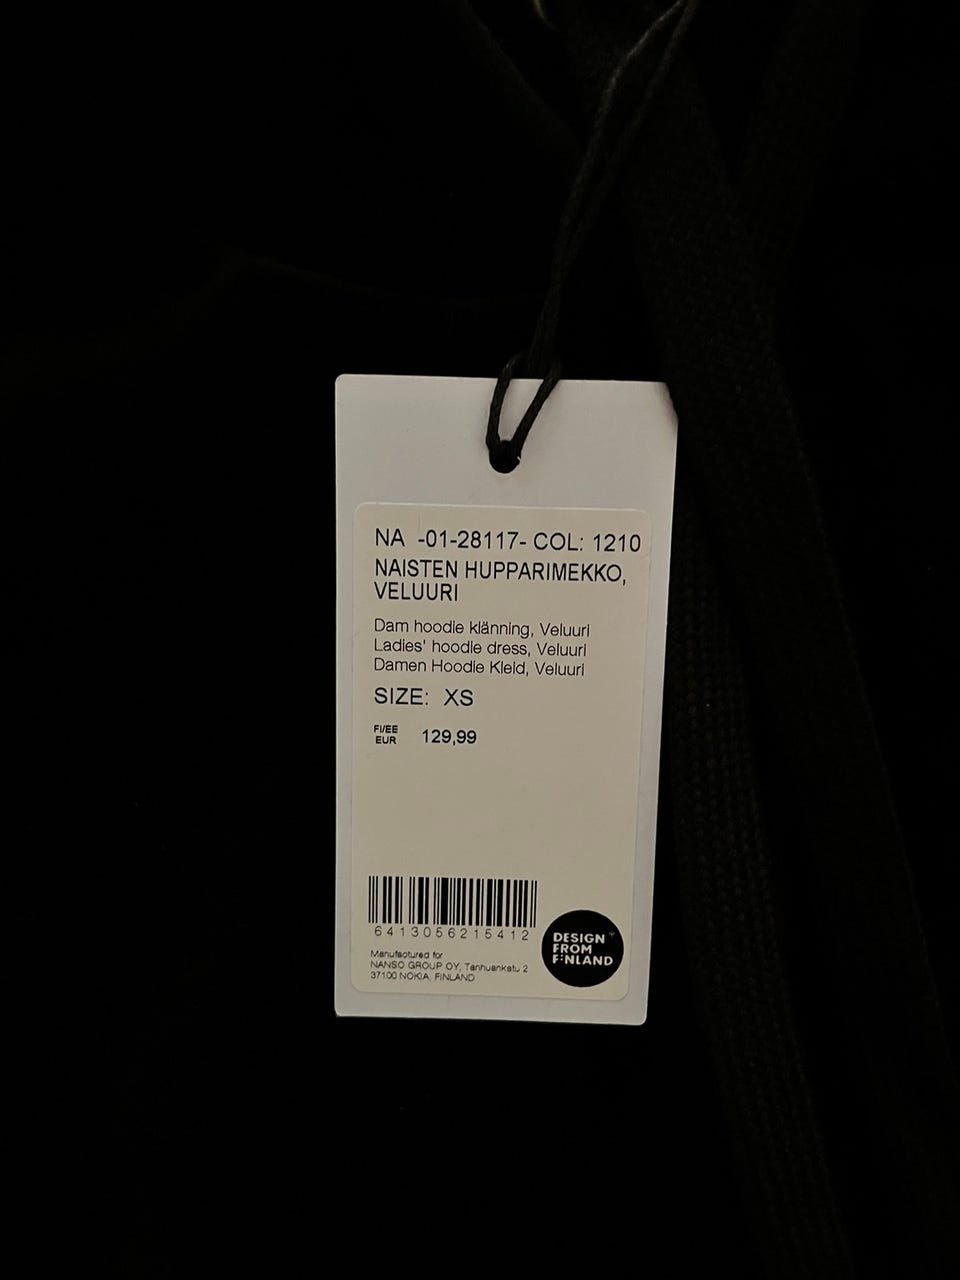 NA -01-28117- COL: 1210
NAISTEN HUPPARIMEKKO,
VELUURI
Dam hoodie klänning, Veluuri
Ladies' hoodie dress, Veluuri
Damen Hoodie Kleid, Veluuri
SIZE: XS
FI/EE
EUR 129,99
6413056215412
Manufactured for
NANSO GROUP OY, Tanhuankatu 2
37100 NOKIA, FINLAND
DESIGN
FROM
FINLAND